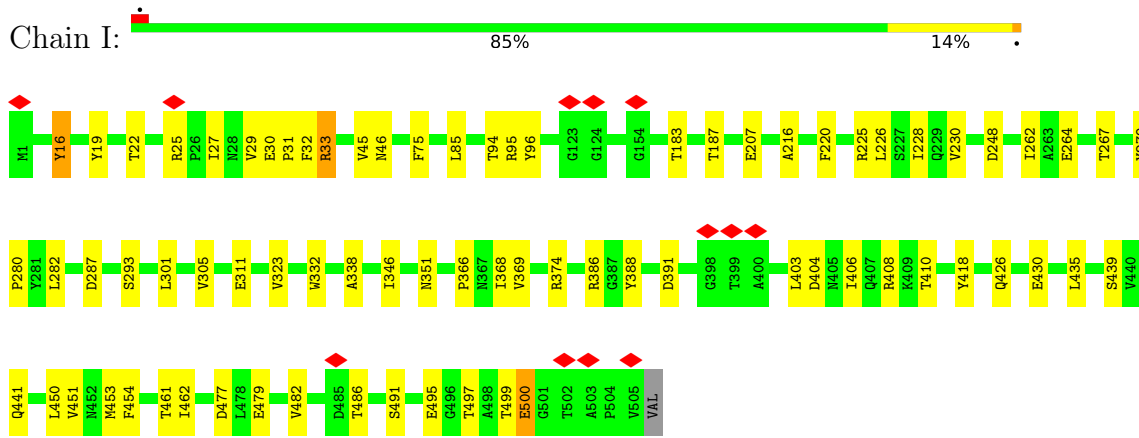 Chain I:
85% 14%
M1 Y16 Y19 T22 R25 P26 I27 N28 V29 E30 P31 F32 R33 V45 N46 F75 L85 T94 R95 Y96 G123 G124 G154 T183 T187 E207 A216 F220 R225 L226 S227 I228 Q229 V230 D248 I262 A263 E264 T267
P280 Y281 L282 D287 S293 L301 V305 E311 V323 W332 A338 I346 N351 P366 N367 I368 V369 R374 R386 G387 Y388 D391 G398 T399 A400 L403 D404 N405 I406 Q407 R408 K409 T410 Y418 Q426 E430 L435 S439 V440
Q441 L450 V451 N452 M453 F454 T461 I462 D477 L478 E479 V482 D485 T486 S491 E495 G496 T497 A498 T499 E500 G501 T502 A503 P504 V505 VAL